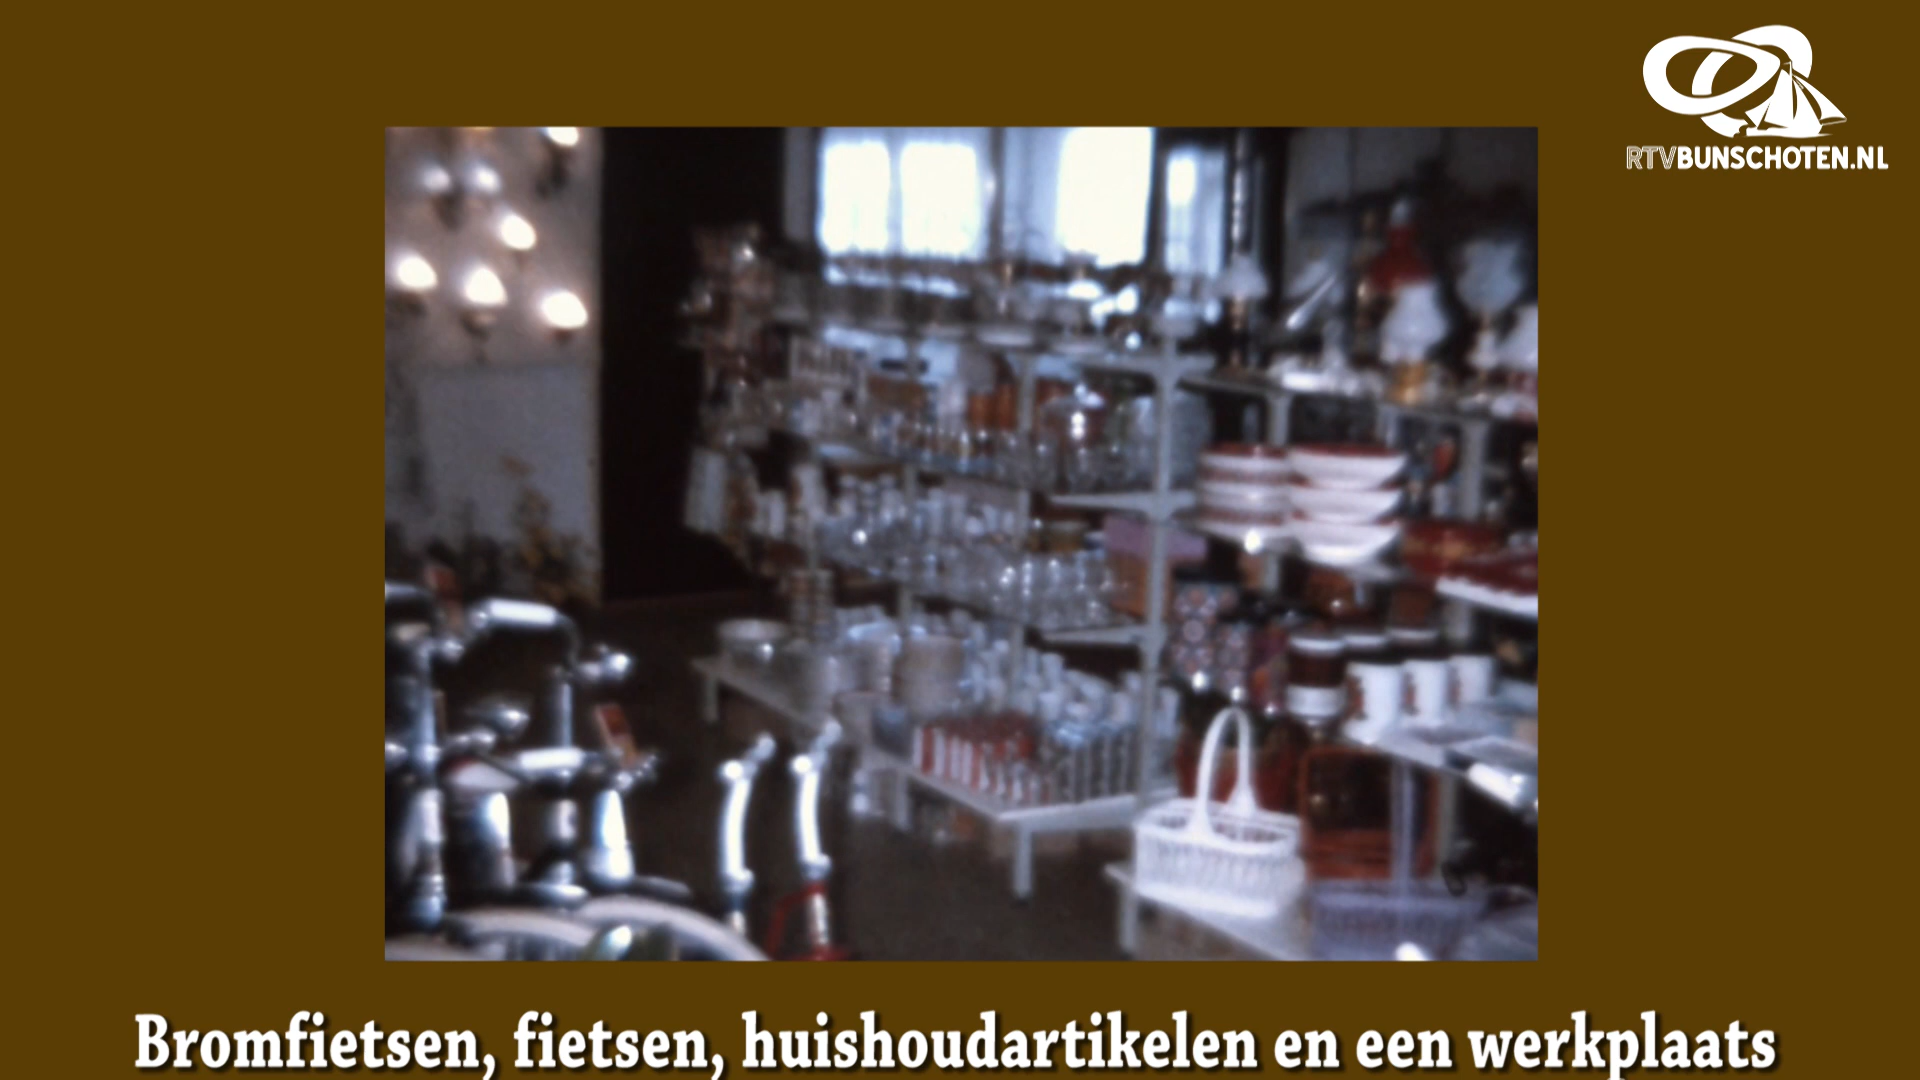 RTVBUNSCHOTEN.NL
Bromfietsen, fietsen, huishoudartikelen en een werkplaats